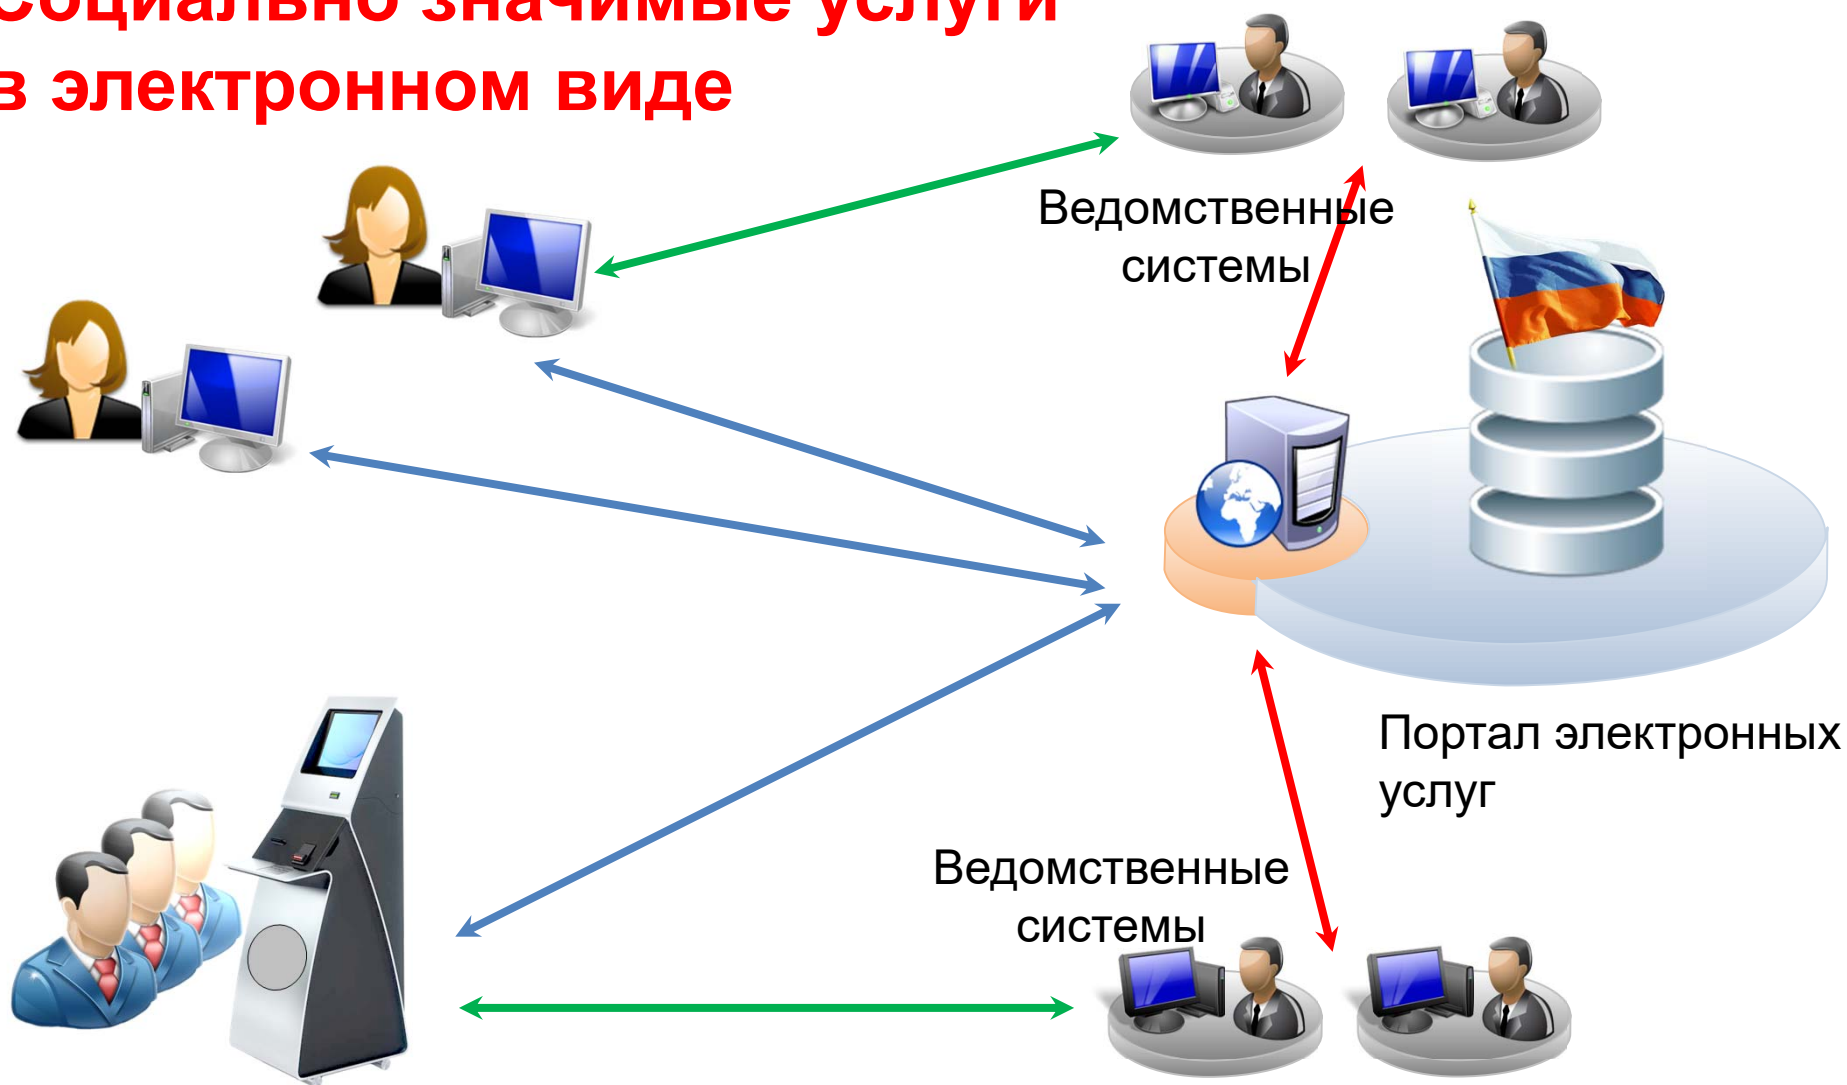 Социально значимые услуги
в электронном виде
Ведомственные
системы
Портал электронных
услуг
Ведомственные
системы